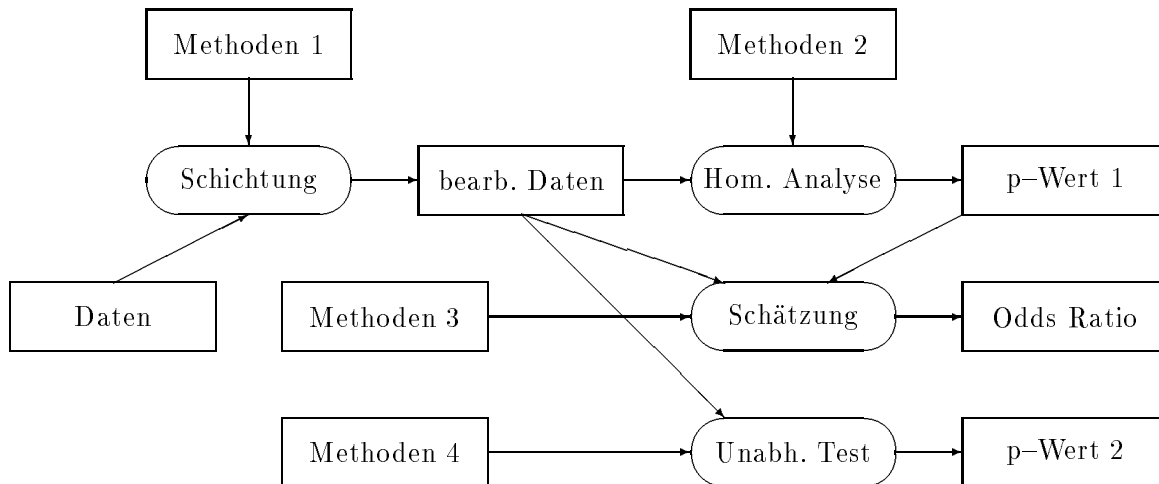 Methoden 1
Methoden 2
Schichtung
bearb. Daten
Hom. Analyse
p–Wert 1
Daten
Methoden 3
Schätzung
Odds Ratio
Methoden 4
Unabh. Test
p–Wert 2